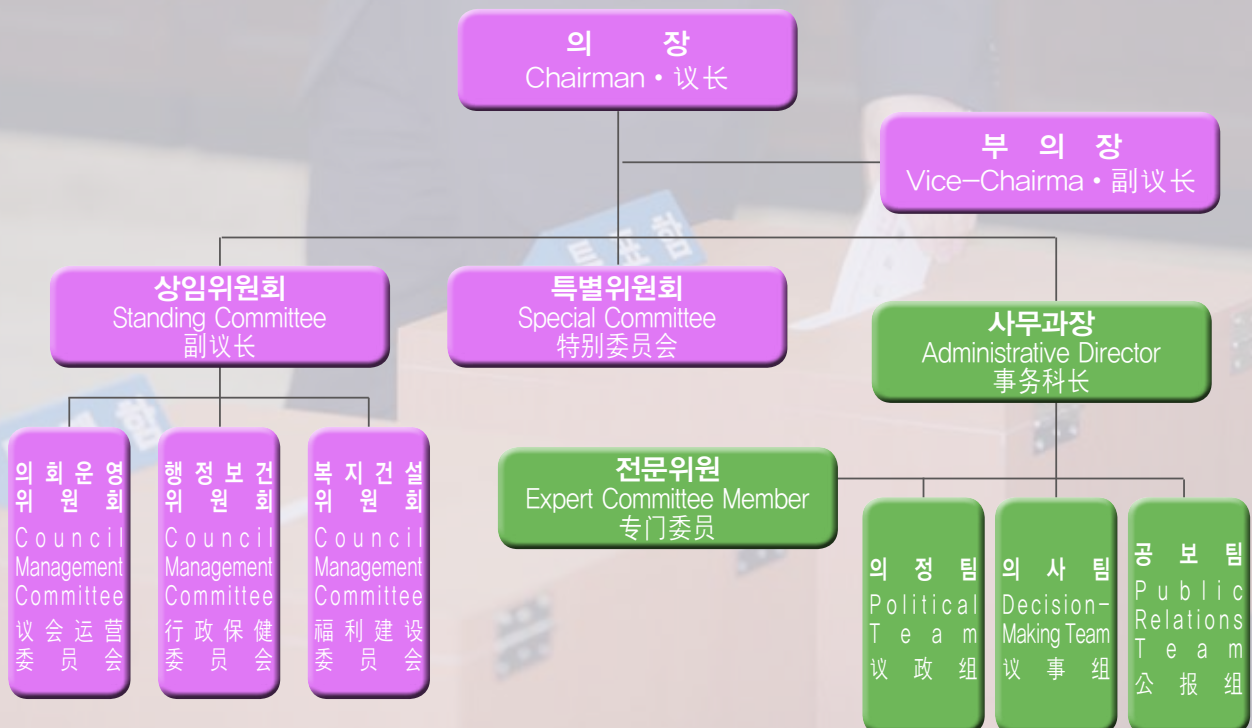 의 장
Chairman • 议长
부 의 장
Vice-Chairma • 副议长
투표함
상임위원회
Standing Committee
副议长
특별위원회
Special Committee
特别委员会
사무과장
Administrative Director
事务科长
의회운영
위 원 회
Council
Management
Committee
议会运营
委 员 会
행정보건
위 원 회
Council
Management
Committee
行政保健
委 员 会
복지건설
위 원 회
Council
Management
Committee
福利建设
委 员 会
전문위원
Expert Committee Member
专门委员
의 정 팀
Political
Team
议 政 组
의 사 팀
Decision-
Making Team
议 事 组
공 보 팀
Public
Relations
Team
公 报 组